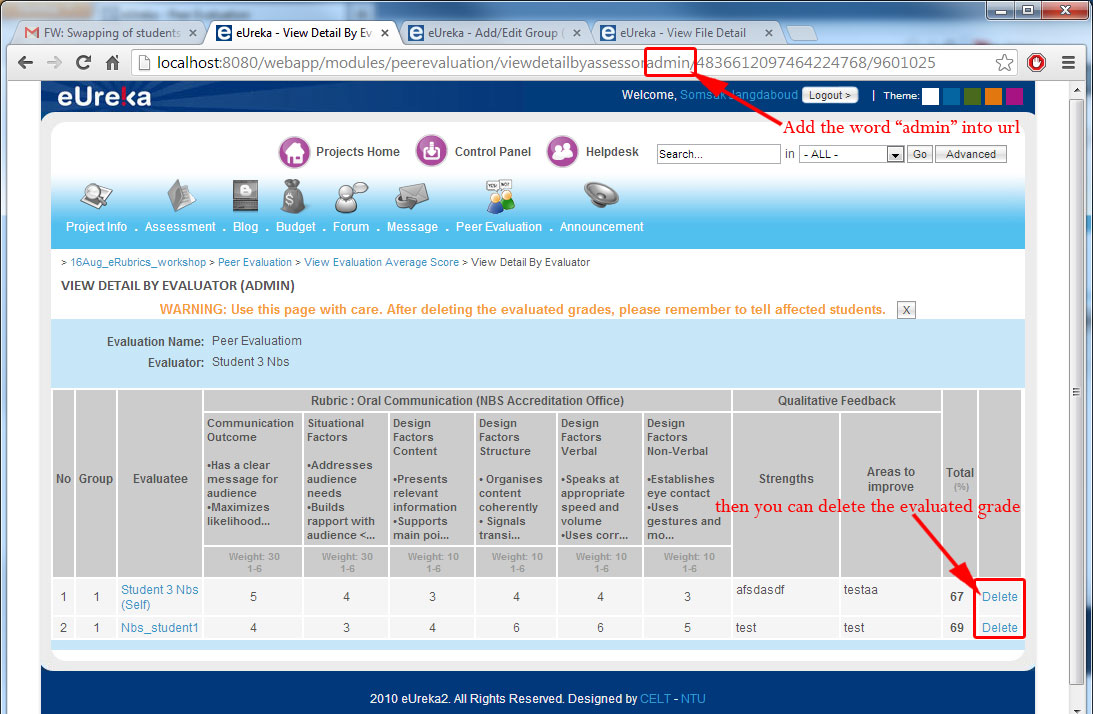 eUreka - Peer Evaluation
FW: Swapping of students
eUreka - View Detail By Ev
eUreka - Add/Edit Group (
eUreka - View File Detail
localhost:8080/webapp/modules/peerevaluation/viewdetailbyassessoradmin/4836612097464224768/9601025
eUreka
Welcome, Somsak Jangdaboud Logout > | Theme:
Add the word “admin” into url
Projects Home Control Panel Helpdesk Search... in - ALL - Go Advanced
YOU NOT
Project Info . Assessment . Blog . Budget . Forum . Message . Peer Evaluation . Announcement
> 16Aug_eRubrics_workshop > Peer Evaluation > View Evaluation Average Score > View Detail By Evaluator
VIEW DETAIL BY EVALUATOR (ADMIN)
WARNING: Use this page with care. After deleting the evaluated grades, please remember to tell affected students. X
Evaluation Name: Peer Evaluatiom
Evaluator: Student 3 Nbs
No
Group
Evaluatee
Rubric : Oral Communication (NBS Accreditation Office)
Communication
Outcome
•Has a clear
message for
audience
•Maximizes
likelihood...
Weight: 30
1-6
Situational
Factors
•Addresses
audience
needs
•Builds
rapport with
audience <...
Weight: 30
1-6
Design
Factors
Content
•Presents
relevant
information
•Supports
main poi...
Weight: 10
1-6
Design
Factors
Structure
• Organises
content
coherently
• Signals
transi...
Weight: 10
1-6
Design
Factors
Verbal
•Speaks at
appropriate
speed and
volume
•Uses corr...
Weight: 10
1-6
Design
Factors
Non-Verbal
•Establishes
eye contact
•Uses
gestures and
mo...
Weight: 10
1-6
Qualitative Feedback
Strengths
Areas to
improve
Total
(%)
then you can delete the evaluated grade
1 1 Student 3 Nbs (Self) 5 4 3 4 4 3 afsdasdf testaa 67 Delete
2 1 Nbs_student1 4 3 4 6 6 5 test test 69 Delete
2010 eUreka2. All Rights Reserved. Designed by CELT - NTU